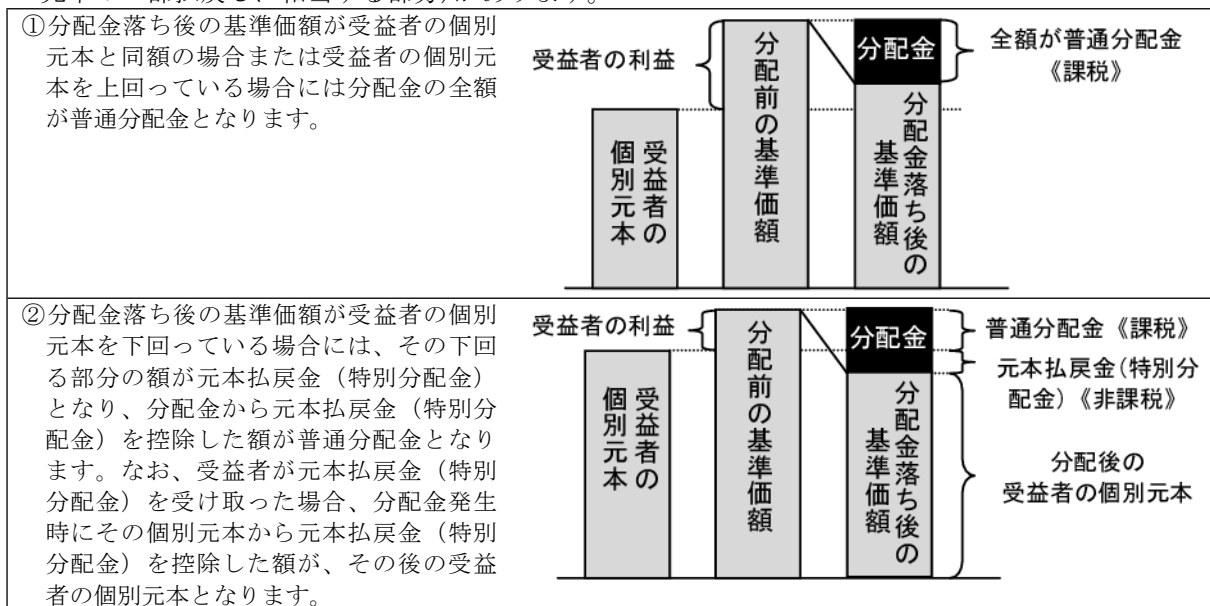 ①分配金落ち後の基準価額が受益者の個別
元本と同額の場合または受益者の個別元
本を上回っている場合には分配金の全額
が普通分配金となります。
受益者の利益
受益者の
個別元本
分配前の基準価額
分配金
分配金落ち後の
基準価額
全額が普通分配金
《課税》
②分配金落ち後の基準価額が受益者の個別
元本を下回っている場合には、その下回
る部分の額が元本払戻金（特別分配金）
となり、分配金から元本払戻金（特別分
配金）を控除した額が普通分配金となり
ます。なお、受益者が元本払戻金（特別
分配金）を受け取った場合、分配金発生
時にその個別元本から元本払戻金（特別
分配金）を控除した額が、その後の受益
者の個別元本となります。
受益者の利益
受益者の
個別元本
分配前の基準価額
分配金
分配金落ち後の
基準価額
普通分配金《課税》
元本払戻金（特別分
配金）《非課税》
分配後の
受益者の個別元本